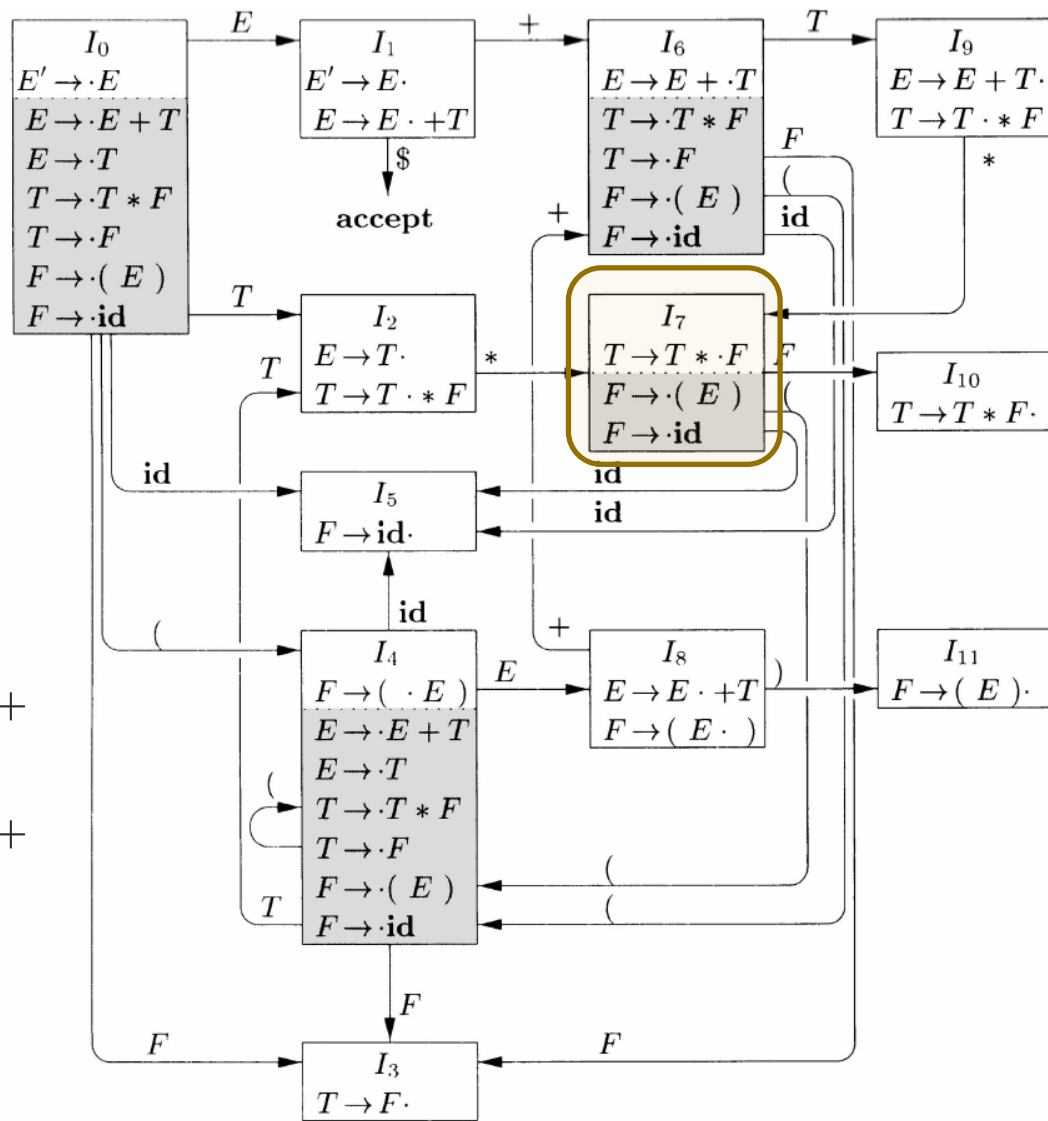 I₀
E' → ·E
E → ·E + T
E → ·T
T → ·T * F
T → ·F
F → ·( E )
F → ·id
E
I₁
E' → E·
E → E· +T
$
accept
+
I₆
E → E + ·T
T → ·T * F
T → ·F
F → ·( E )
F → ·id
T
I₉
E → E + T·
T → T· * F
*
F
(
id
+
T
I₂
E → T·
T → T· * F
T
*
I₇
T → T * ·F
F → ·( E )
F → ·id
F
(
I₁₀
T → T * F·
id
I₅
F → id·
id
id
id
(
I₄
F → ( · E )
E → ·E + T
E → ·T
T → ·T * F
T → ·F
F → ·( E )
F → ·id
E
+
I₈
E → E· +T
F → ( E· )
)
I₁₁
F → ( E )·
+
+
(
T
(
(
F
F
I₃
T → F·
F